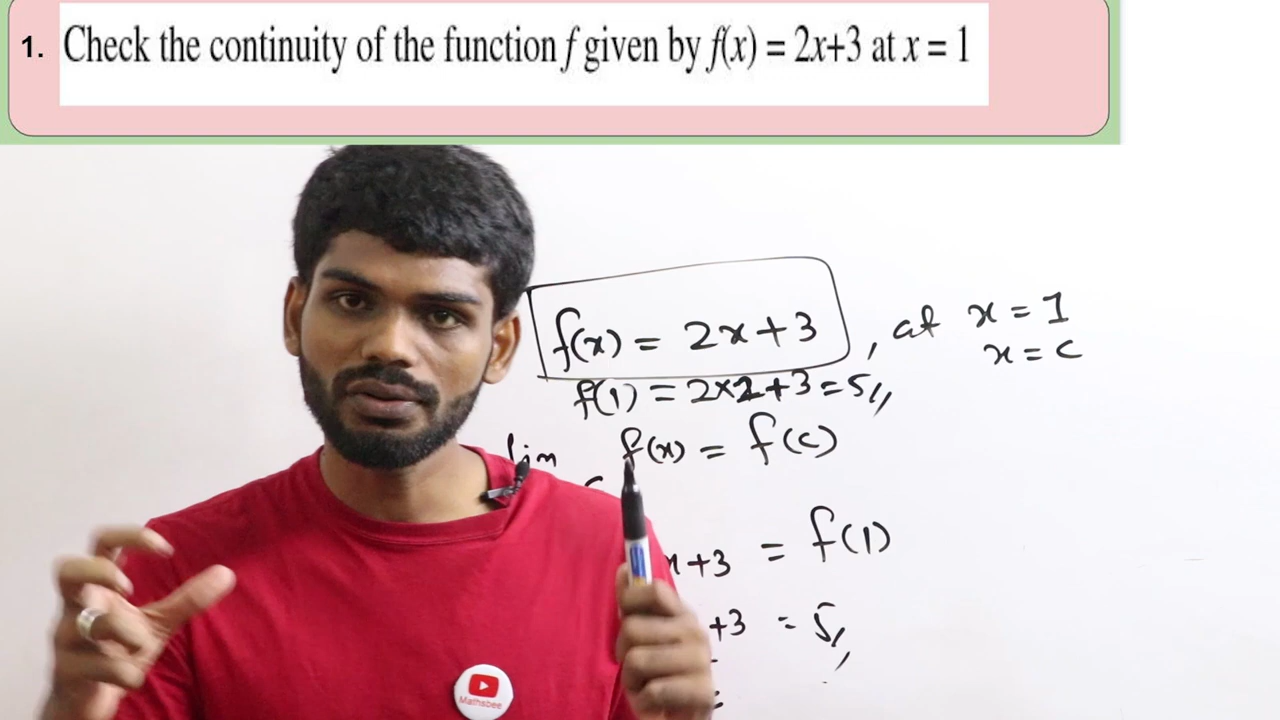 1. Check the continuity of the function f given by f(x) = 2x+3 at x = 1
f(x) = 2x+3 , at x = 1
x = c
f(1) = 2×1+3 = 5,,
lim f(x) = f(c)
x+3 = f(1)
+3 = 5,,
=
Mathsbee